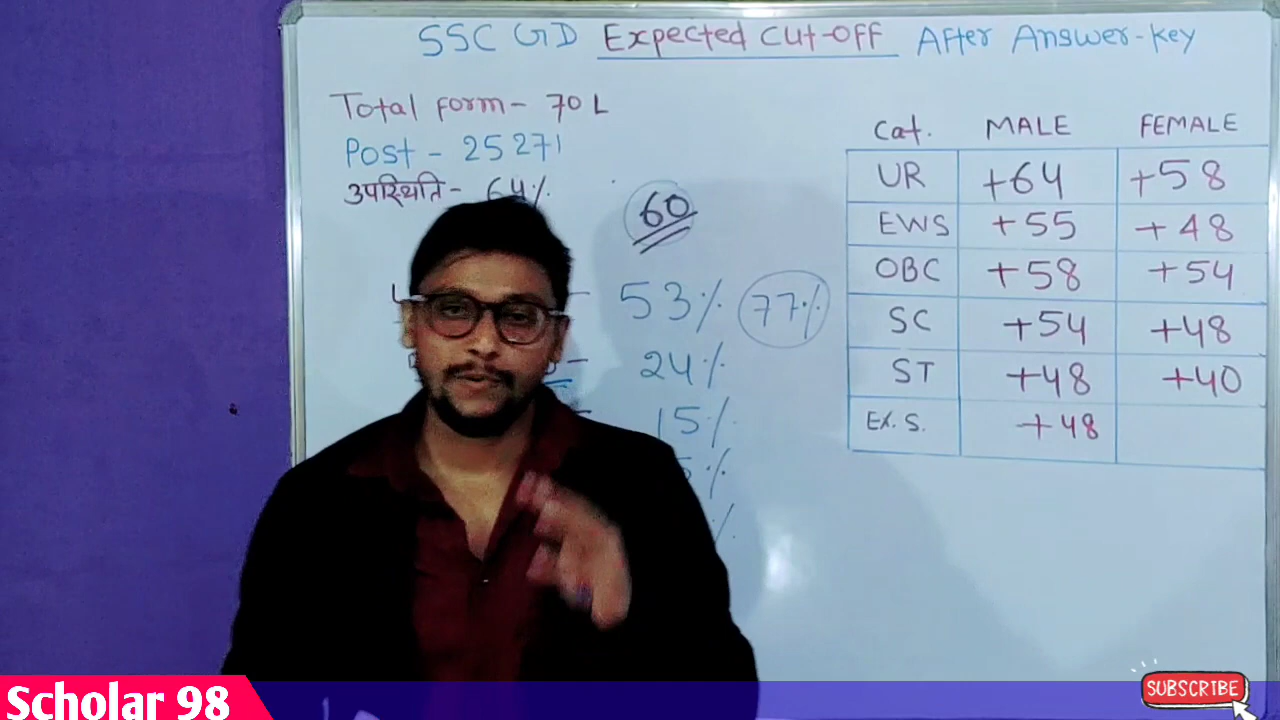 SSC GD Expected Cut-off After Answer-key
Total form - 70 L
Post - 25271
उपस्थिति - 64%
60
53% 77%
24%
15%
5%
%
Cat. MALE FEMALE
UR +64 +58
EWS +55 +48
OBC +58 +54
SC +54 +48
ST +48 +40
Ex. S. +48
Scholar 98
SUBSCRIBE